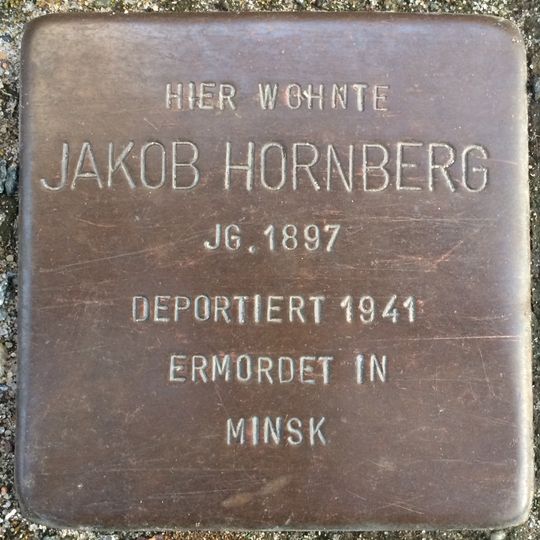 HIER WOHNTE
JAKOB HORNBERG
JG. 1897
DEPORTIERT 1941
ERMORDET IN
MINSK